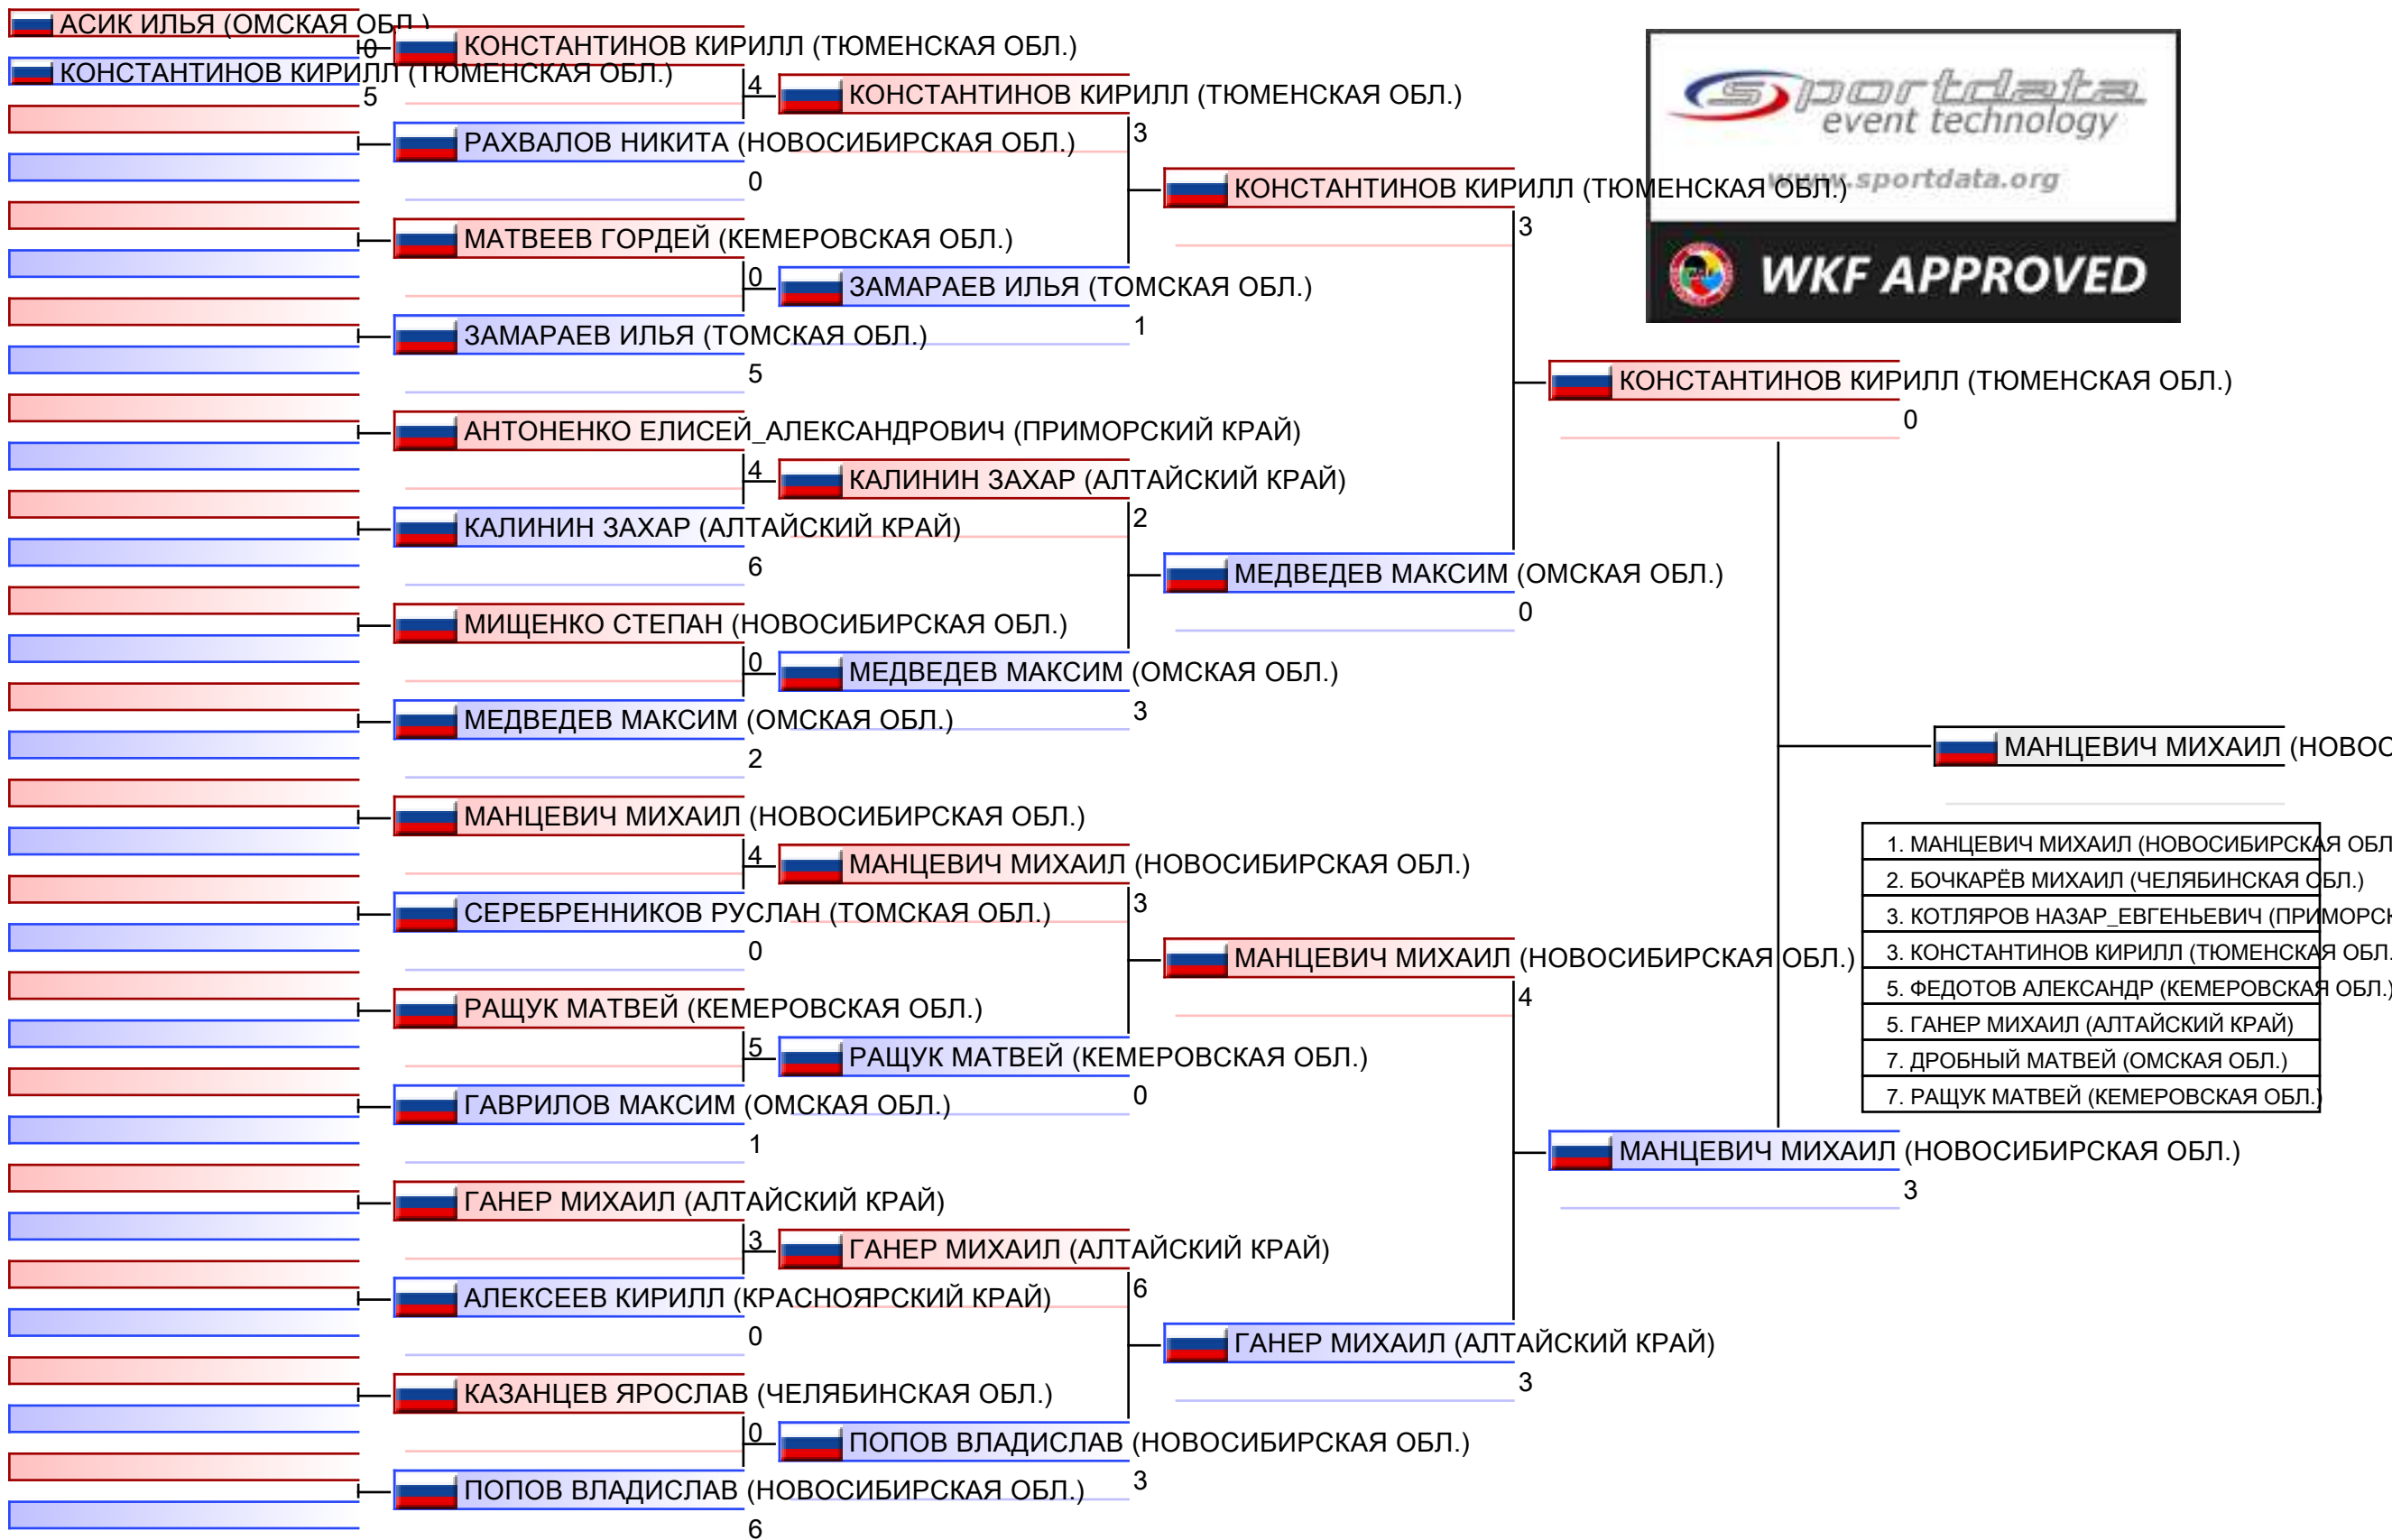 АСИК ИЛЬЯ (ОМСКАЯ ОБЛ.)
0
КОНСТАНТИНОВ КИРИЛЛ (ТЮМЕНСКАЯ ОБЛ.)
5
КОНСТАНТИНОВ КИРИЛЛ (ТЮМЕНСКАЯ ОБЛ.)
4
РАХВАЛОВ НИКИТА (НОВОСИБИРСКАЯ ОБЛ.)
0
МАТВЕЕВ ГОРДЕЙ (КЕМЕРОВСКАЯ ОБЛ.)
0
ЗАМАРАЕВ ИЛЬЯ (ТОМСКАЯ ОБЛ.)
5
АНТОНЕНКО ЕЛИСЕЙ_АЛЕКСАНДРОВИЧ (ПРИМОРСКИЙ КРАЙ)
4
КАЛИНИН ЗАХАР (АЛТАЙСКИЙ КРАЙ)
6
МИЩЕНКО СТЕПАН (НОВОСИБИРСКАЯ ОБЛ.)
0
МЕДВЕДЕВ МАКСИМ (ОМСКАЯ ОБЛ.)
2
МАНЦЕВИЧ МИХАИЛ (НОВОСИБИРСКАЯ ОБЛ.)
4
СЕРЕБРЕННИКОВ РУСЛАН (ТОМСКАЯ ОБЛ.)
0
РАЩУК МАТВЕЙ (КЕМЕРОВСКАЯ ОБЛ.)
5
ГАВРИЛОВ МАКСИМ (ОМСКАЯ ОБЛ.)
1
ГАНЕР МИХАИЛ (АЛТАЙСКИЙ КРАЙ)
3
АЛЕКСЕЕВ КИРИЛЛ (КРАСНОЯРСКИЙ КРАЙ)
0
КАЗАНЦЕВ ЯРОСЛАВ (ЧЕЛЯБИНСКАЯ ОБЛ.)
0
ПОПОВ ВЛАДИСЛАВ (НОВОСИБИРСКАЯ ОБЛ.)
6
КОНСТАНТИНОВ КИРИЛЛ (ТЮМЕНСКАЯ ОБЛ.)
3
ЗАМАРАЕВ ИЛЬЯ (ТОМСКАЯ ОБЛ.)
1
КАЛИНИН ЗАХАР (АЛТАЙСКИЙ КРАЙ)
2
МЕДВЕДЕВ МАКСИМ (ОМСКАЯ ОБЛ.)
3
МАНЦЕВИЧ МИХАИЛ (НОВОСИБИРСКАЯ ОБЛ.)
3
РАЩУК МАТВЕЙ (КЕМЕРОВСКАЯ ОБЛ.)
0
ГАНЕР МИХАИЛ (АЛТАЙСКИЙ КРАЙ)
6
ПОПОВ ВЛАДИСЛАВ (НОВОСИБИРСКАЯ ОБЛ.)
3
КОНСТАНТИНОВ КИРИЛЛ (ТЮМЕНСКАЯ ОБЛ.)
3
МЕДВЕДЕВ МАКСИМ (ОМСКАЯ ОБЛ.)
0
МАНЦЕВИЧ МИХАИЛ (НОВОСИБИРСКАЯ ОБЛ.)
4
ГАНЕР МИХАИЛ (АЛТАЙСКИЙ КРАЙ)
3
sportdata
event technology
www.sportdata.org
WKF APPROVED
КОНСТАНТИНОВ КИРИЛЛ (ТЮМЕНСКАЯ ОБЛ.)
0
МАНЦЕВИЧ МИХАИЛ (НОВОСИБИРСКАЯ ОБЛ.)
3
МАНЦЕВИЧ МИХАИЛ (НОВОС
1. МАНЦЕВИЧ МИХАИЛ (НОВОСИБИРСКАЯ ОБЛ
2. БОЧКАРЁВ МИХАИЛ (ЧЕЛЯБИНСКАЯ ОБЛ.)
3. КОТЛЯРОВ НАЗАР_ЕВГЕНЬЕВИЧ (ПРИМОРСК
3. КОНСТАНТИНОВ КИРИЛЛ (ТЮМЕНСКАЯ ОБЛ.
5. ФЕДОТОВ АЛЕКСАНДР (КЕМЕРОВСКАЯ ОБЛ.)
5. ГАНЕР МИХАИЛ (АЛТАЙСКИЙ КРАЙ)
7. ДРОБНЫЙ МАТВЕЙ (ОМСКАЯ ОБЛ.)
7. РАЩУК МАТВЕЙ (КЕМЕРОВСКАЯ ОБЛ.)